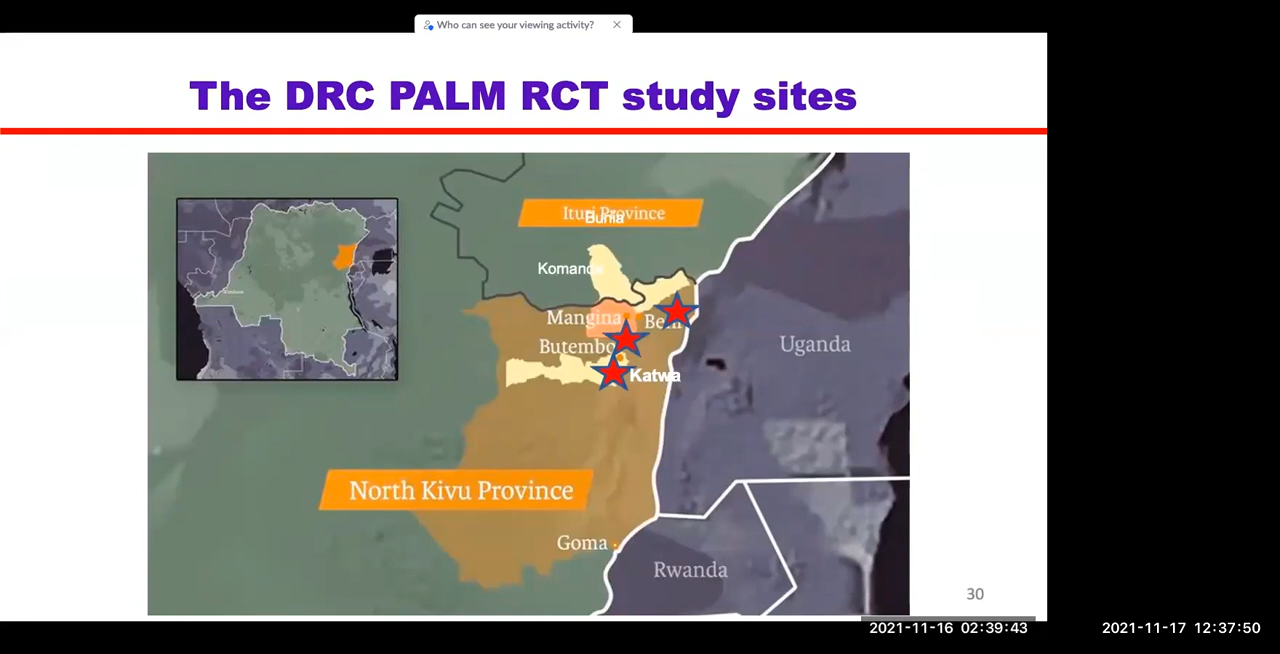 Who can see your viewing activity?
The DRC PALM RCT study sites
Ituri Province
Bunia
Komanda
Mangina
Beni
Butembo
Uganda
Katwa
North Kivu Province
Goma
Rwanda
30
2021-11-16 02:39:43
2021-11-17 12:37:50